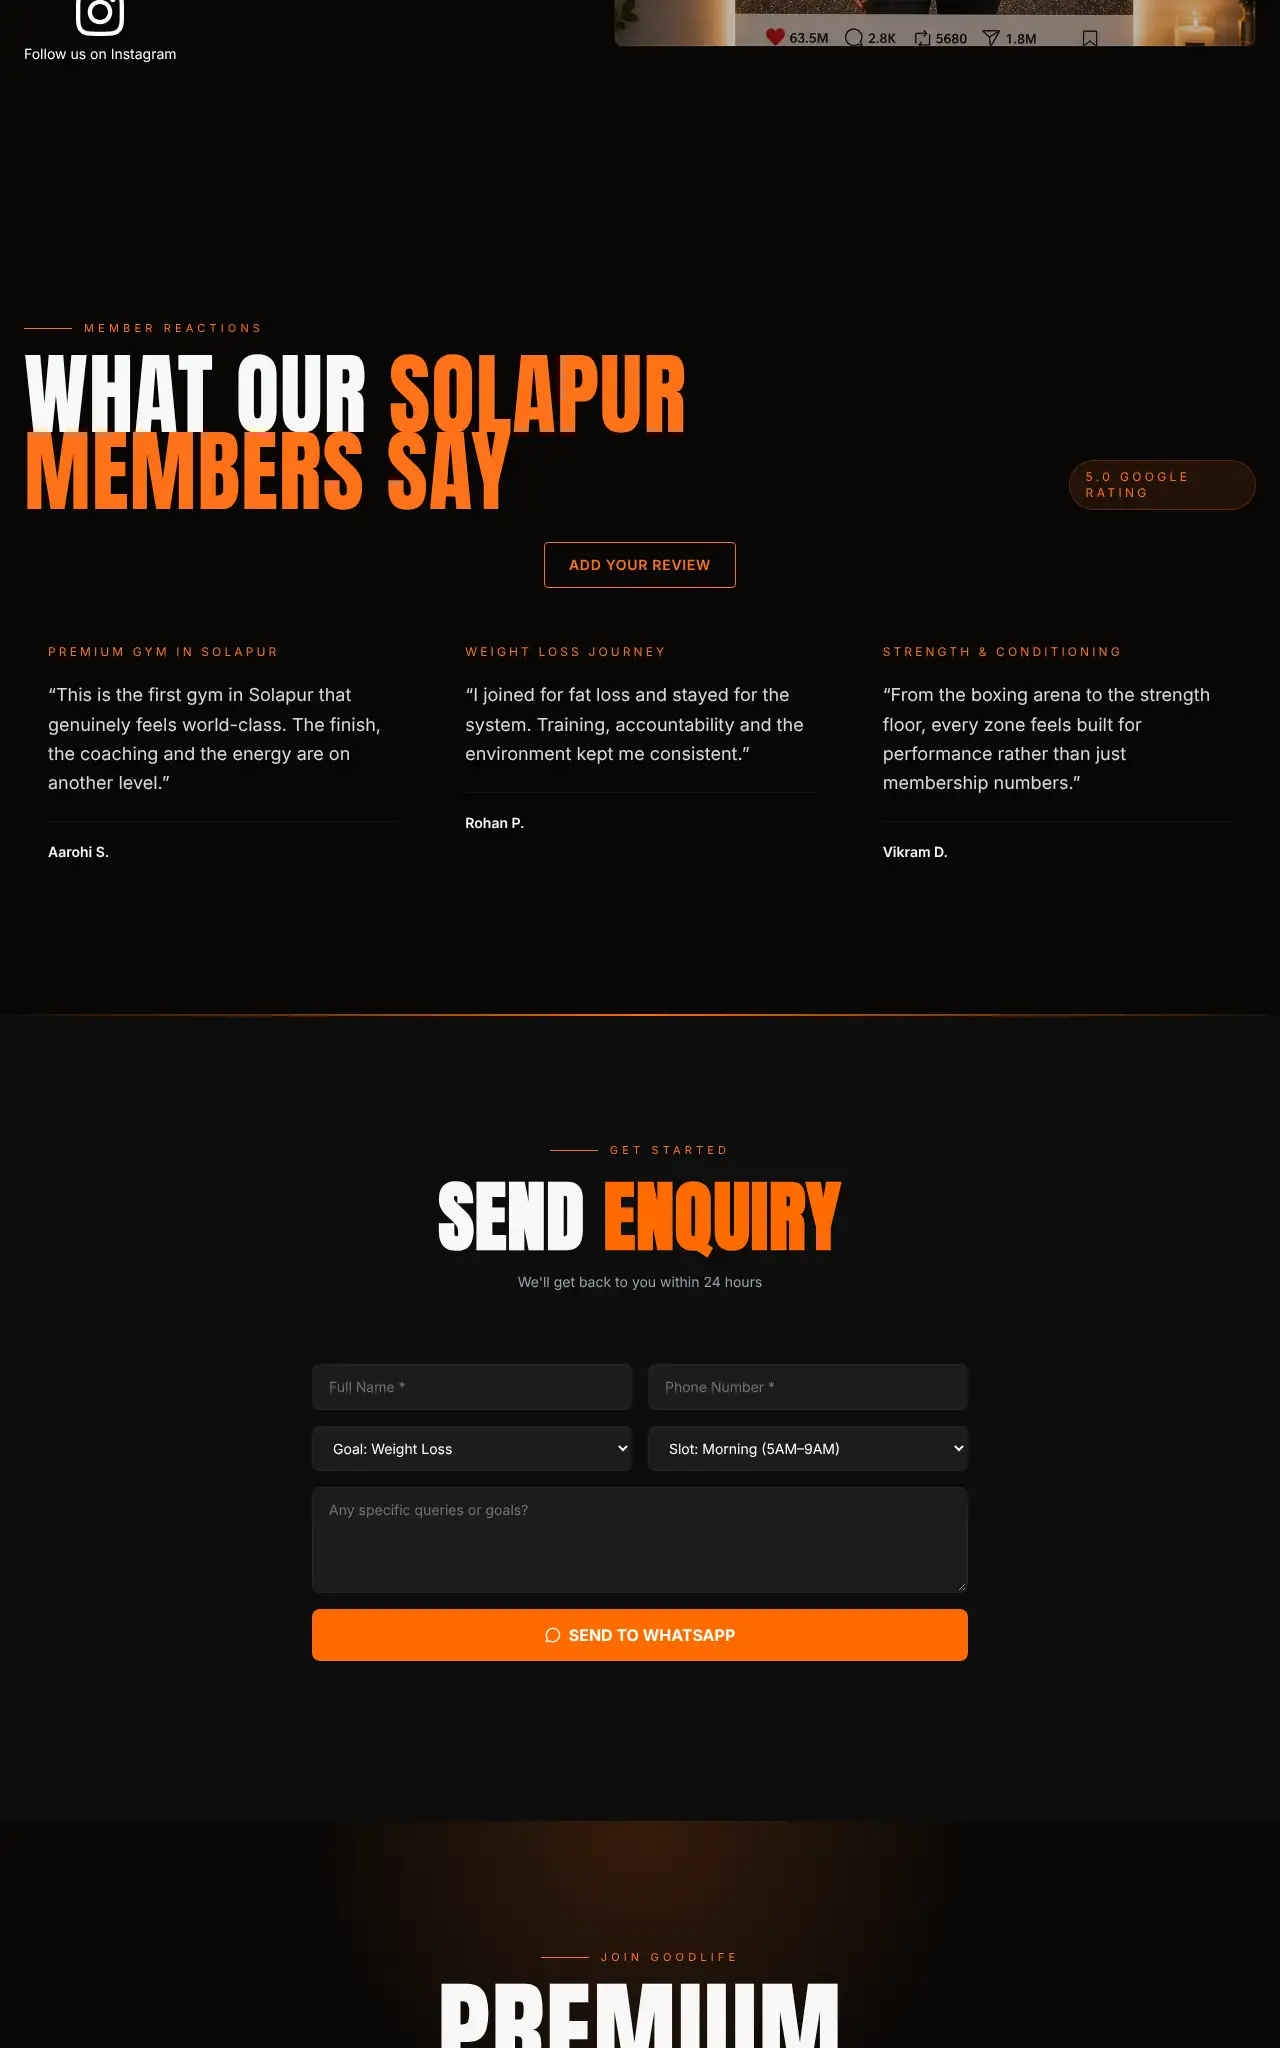 63.5M 2.8K 5680 1.8M
Follow us on Instagram
MEMBER REACTIONS
WHAT OUR SOLAPUR
MEMBERS SAY
5.0 GOOGLE
RATING
ADD YOUR REVIEW
PREMIUM GYM IN SOLAPUR
“This is the first gym in Solapur that
genuinely feels world-class. The finish,
the coaching and the energy are on
another level.”
Aarohi S.
WEIGHT LOSS JOURNEY
“I joined for fat loss and stayed for the
system. Training, accountability and the
environment kept me consistent.”
Rohan P.
STRENGTH & CONDITIONING
“From the boxing arena to the strength
floor, every zone feels built for
performance rather than just
membership numbers.”
Vikram D.
GET STARTED
SEND ENQUIRY
We'll get back to you within 24 hours
Full Name *
Phone Number *
Goal: Weight Loss
Slot: Morning (5AM–9AM)
Any specific queries or goals?
SEND TO WHATSAPP
JOIN GOODLIFE
PREMIUM